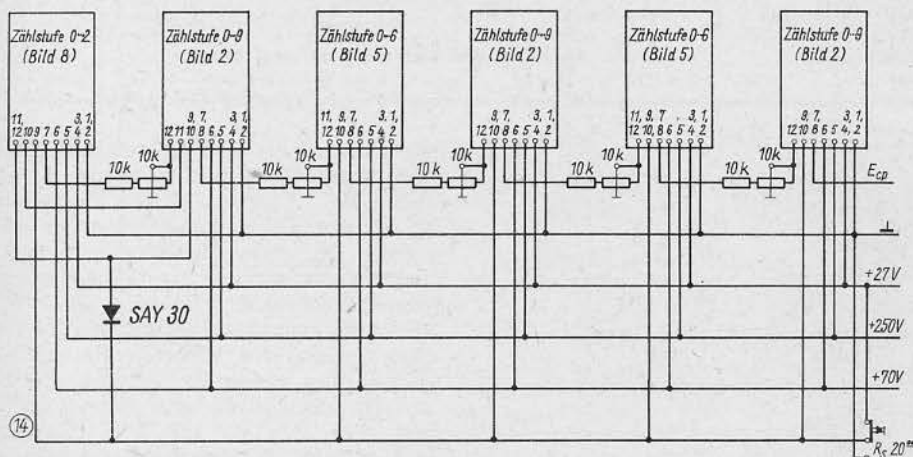 Zählstufe 0–2
(Bild 8)
Zählstufe 0–9
(Bild 2)
Zählstufe 0–6
(Bild 5)
Zählstufe 0–9
(Bild 2)
Zählstufe 0–6
(Bild 5)
Zählstufe 0–9
(Bild 2)
11, 3, 1,
12 10 9 7 6 5 4 2
9, 7, 3, 1,
12 11 10 8 6 5 4 2
11, 9, 7, 3, 1,
12 10 8 6 5 4 2
9, 7, 3, 1,
12 10 8 6 5 4 2
11, 9, 7, 3, 1,
12 10 8 6 5 4 2
9, 7, 3, 1,
12 10 8 6 5 4 2
10k 10k
10k 10k
10k 10k
10k 10k
10k 10k
Ecp
⊥
+27V
SAY 30
+250V
+70V
14